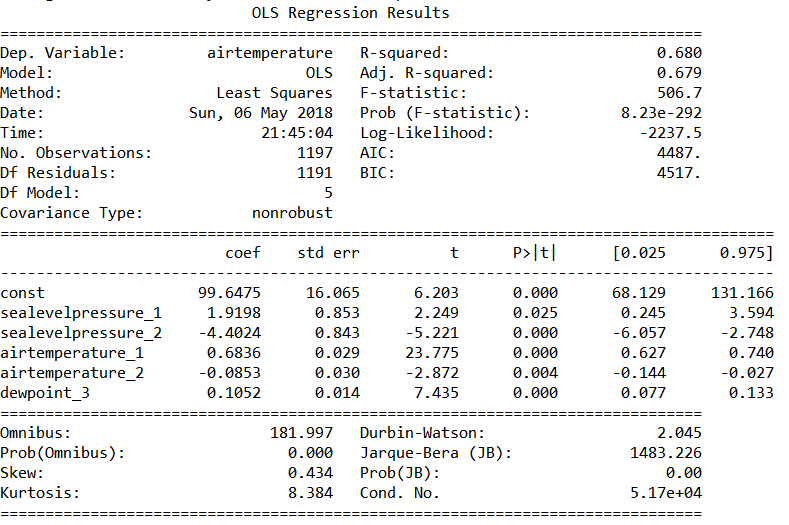 OLS Regression Results
==============================================================================
Dep. Variable: airtemperature R-squared: 0.680
Model: OLS Adj. R-squared: 0.679
Method: Least Squares F-statistic: 506.7
Date: Sun, 06 May 2018 Prob (F-statistic): 8.23e-292
Time: 21:45:04 Log-Likelihood: -2237.5
No. Observations: 1197 AIC: 4487.
Df Residuals: 1191 BIC: 4517.
Df Model: 5
Covariance Type: nonrobust
======================================================================================
coef std err t P>|t| [0.025 0.975]
--------------------------------------------------------------------------------------
const 99.6475 16.065 6.203 0.000 68.129 131.166
sealevelpressure_1 1.9198 0.853 2.249 0.025 0.245 3.594
sealevelpressure_2 -4.4024 0.843 -5.221 0.000 -6.057 -2.748
airtemperature_1 0.6836 0.029 23.775 0.000 0.627 0.740
airtemperature_2 -0.0853 0.030 -2.872 0.004 -0.144 -0.027
dewpoint_3 0.1052 0.014 7.435 0.000 0.077 0.133
==============================================================================
Omnibus: 181.997 Durbin-Watson: 2.045
Prob(Omnibus): 0.000 Jarque-Bera (JB): 1483.226
Skew: 0.434 Prob(JB): 0.00
Kurtosis: 8.384 Cond. No. 5.17e+04
==============================================================================